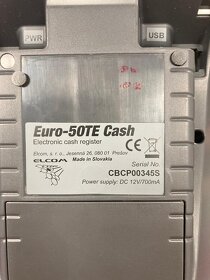 PWR
USB
Euro-50TE Cash
Electronic cash register
Elcom, s. r. o., Jesenná 26, 080 01 Prešov
ELCOM
Made in Slovakia
Serial No.
CBCP00345S
Power supply: DC 12V/700mA